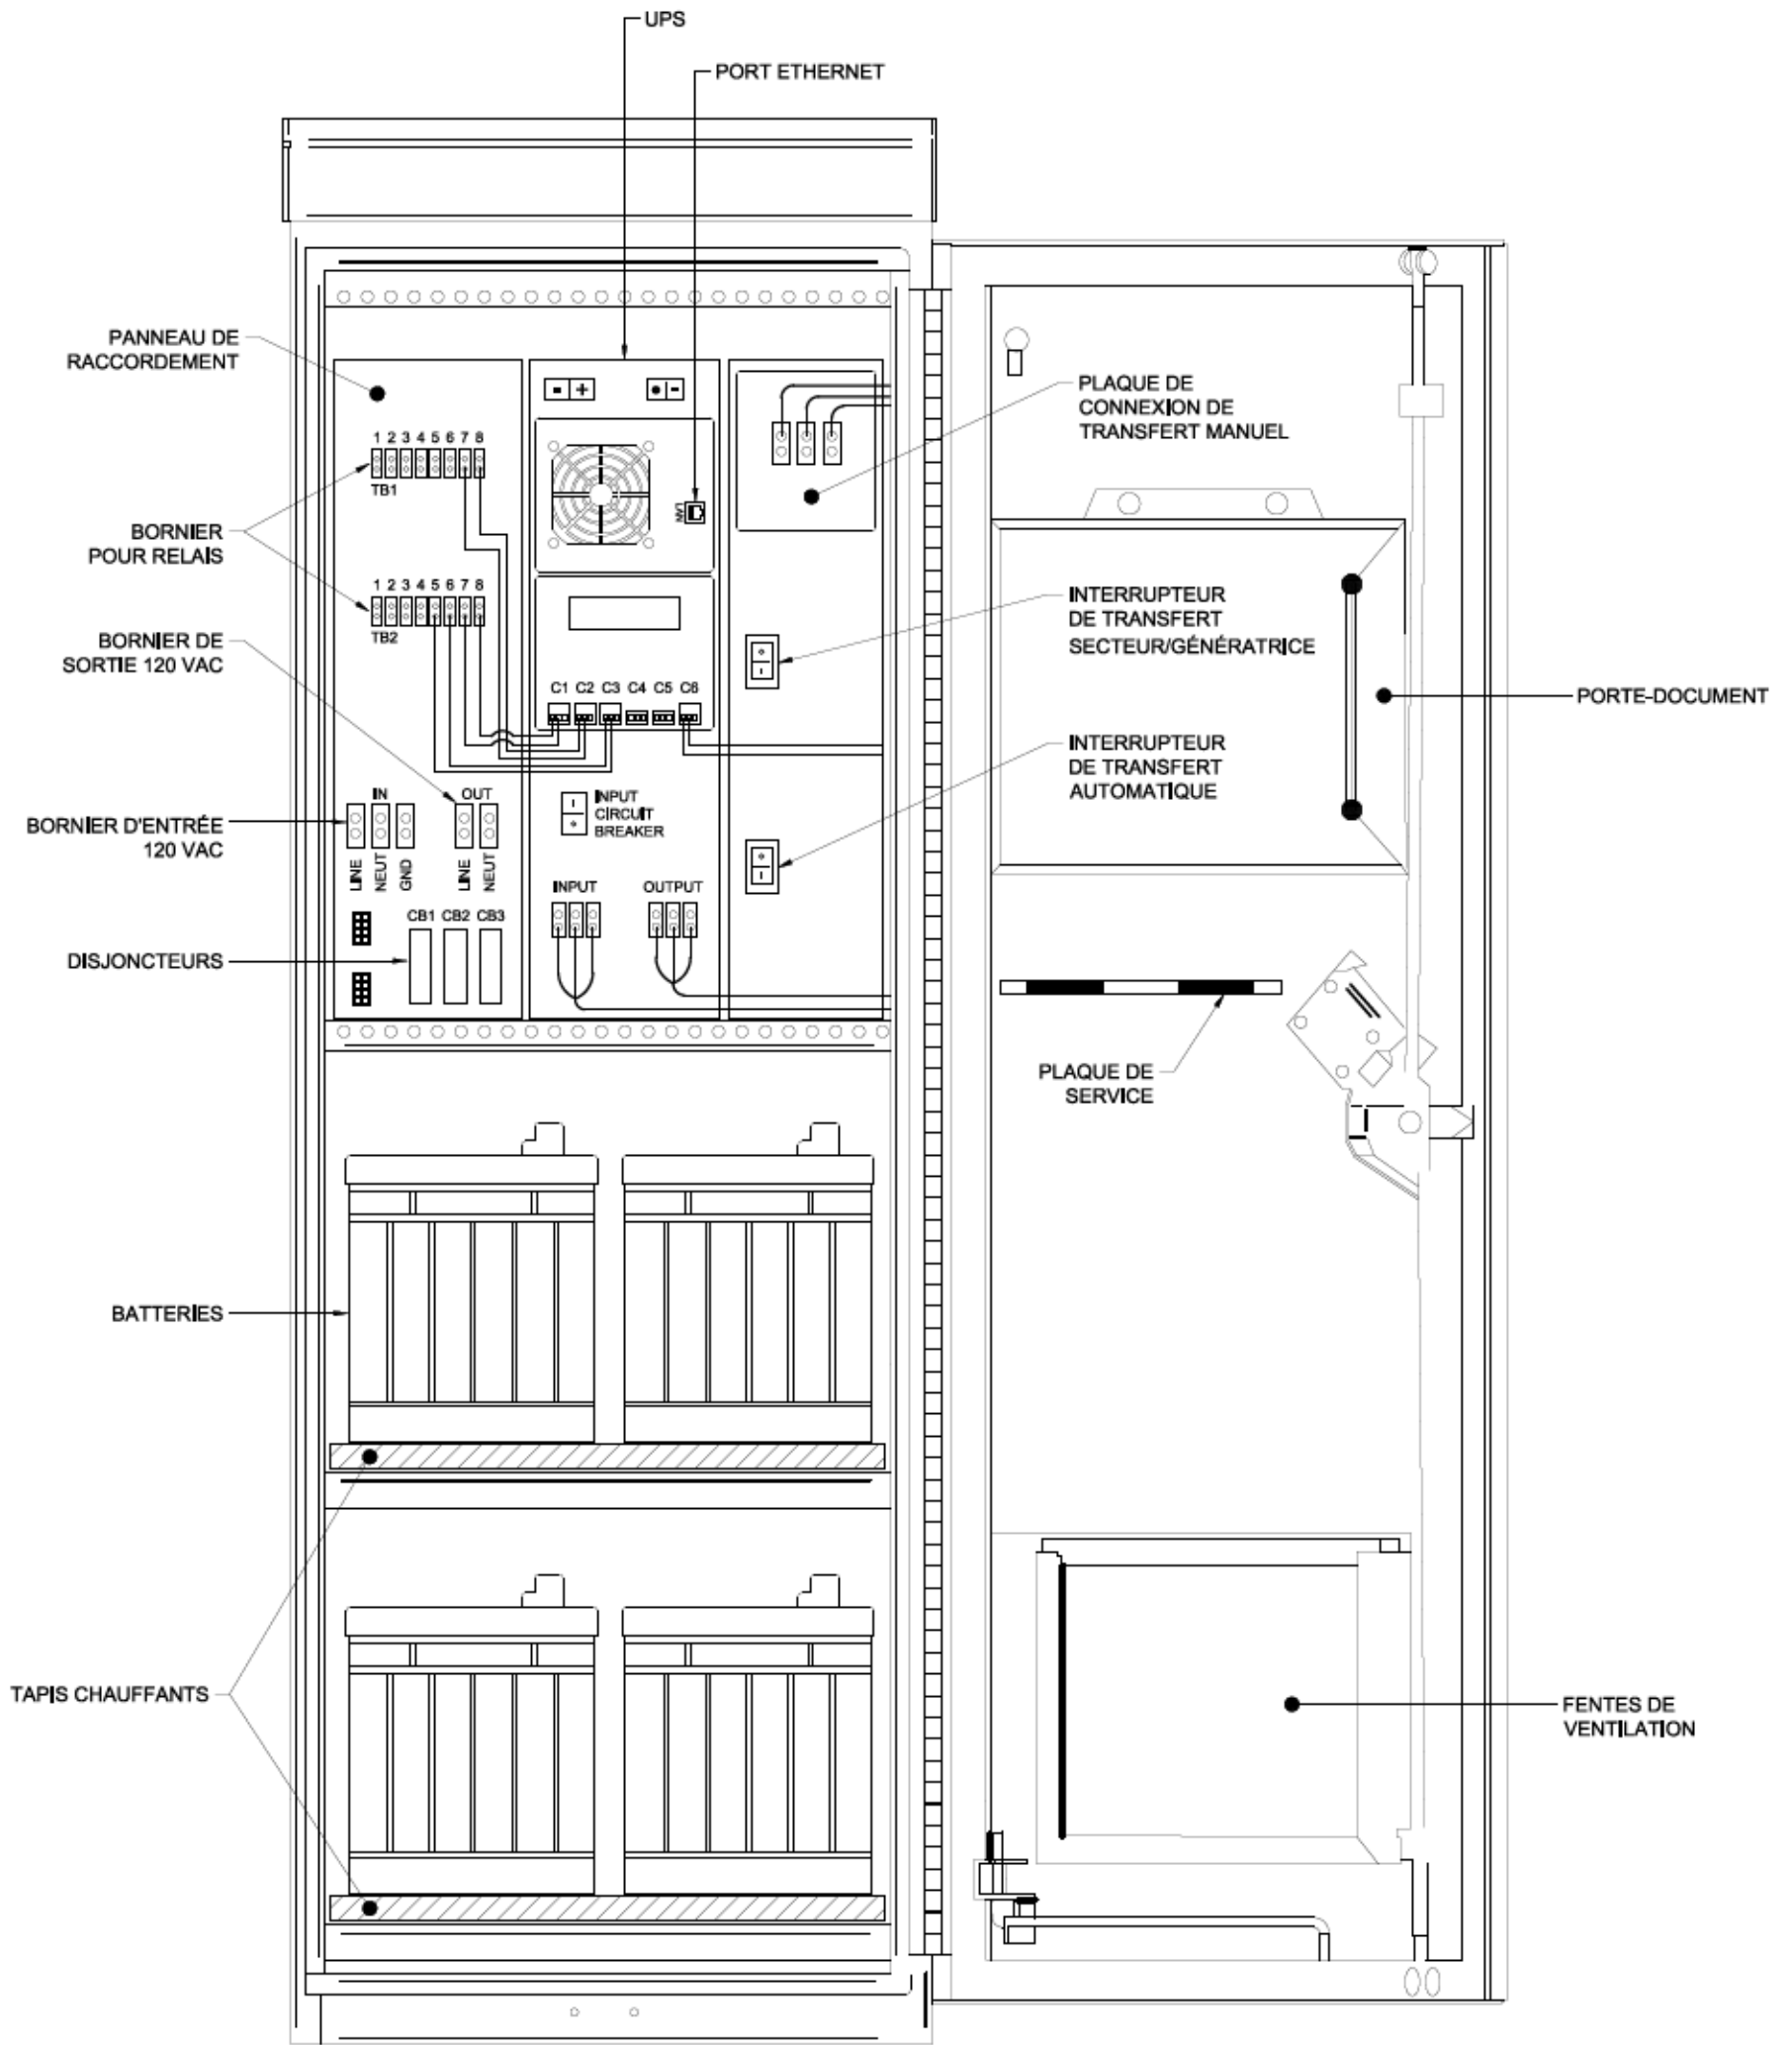 UPS
PORT ETHERNET
PANNEAU DE
RACCORDEMENT
PLAQUE DE
CONNEXION DE
TRANSFERT MANUEL
1 2 3 4 5 6 7 8
TB1
LAN
BORNIER
POUR RELAIS
1 2 3 4 5 6 7 8
TB2
INTERRUPTEUR
DE TRANSFERT
SECTEUR/GÉNÉRATRICE
BORNIER DE
SORTIE 120 VAC
C1 C2 C3 C4 C5 C6
PORTE-DOCUMENT
INTERRUPTEUR
DE TRANSFERT
AUTOMATIQUE
IN
OUT
INPUT
CIRCUIT
BREAKER
BORNIER D'ENTRÉE
120 VAC
LINE
NEUT
GND
LINE
NEUT
INPUT
OUTPUT
CB1 CB2 CB3
DISJONCTEURS
PLAQUE DE
SERVICE
BATTERIES
TAPIS CHAUFFANTS
FENTES DE
VENTILATION